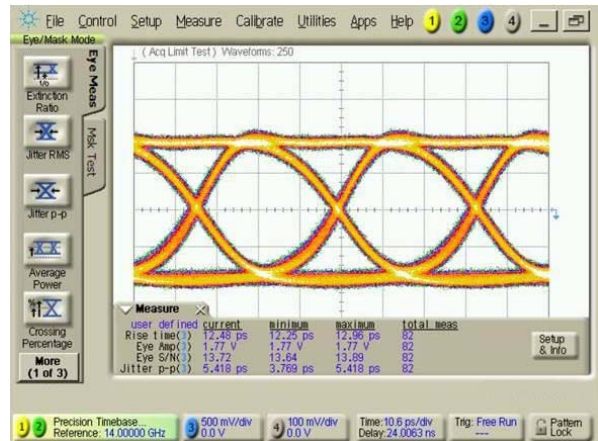 File Control Setup Measure Calibrate Utilities Apps Help 1 2 3 4
Eye/Mask Mode
( Acq Limit Test ) Waveforms: 250
Eye Meas
Msk Test
Extinction
Ratio
Jitter RMS
Jitter p-p
Average
Power
Crossing
Percentage
More
(1 of 3)
Measure
user defined current minimum maximum total meas
Rise time(3) 12.48 ps 12.25 ps 12.96 ps 82
Eye Amp(3) 1.77 V 1.77 V 1.77 V 82
Eye S/N(3) 13.72 13.64 13.89 82
Jitter p-p(3) 5.418 ps 3.769 ps 5.418 ps 82
Setup
& Info
1 2 Precision Timebase...
Reference: 14.00000 GHz
3 500 mV/div
0.0 V
4 100 mV/div
0.0 V
Time:10.6 ps/div
Delay:24.0063 ns
Trig: Free Run
----
Pattern
Lock